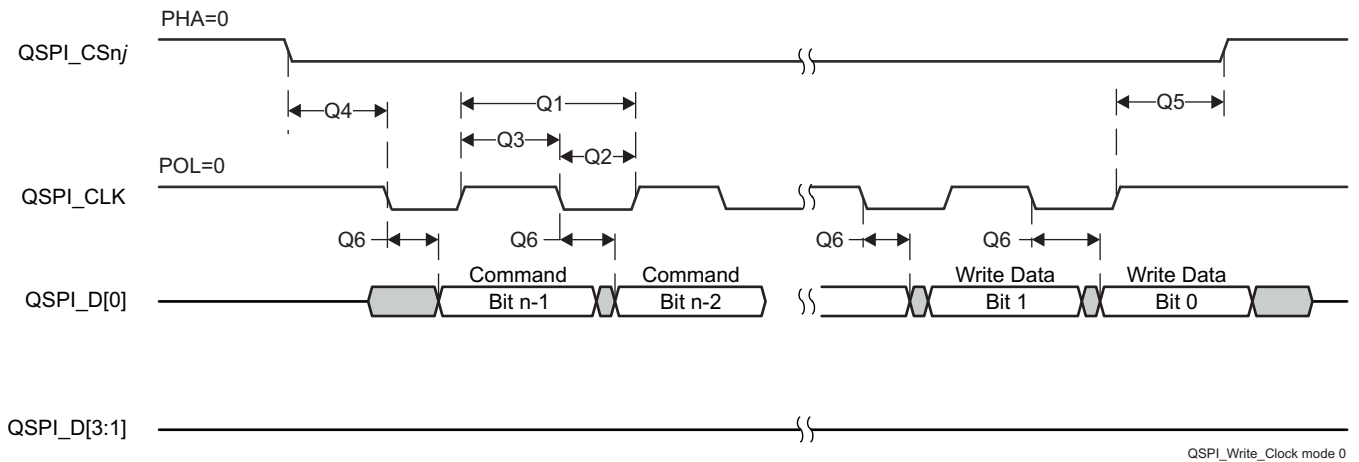 PHA=0
QSPI_CSnj
Q4
Q1
Q5
Q3
Q2
POL=0
QSPI_CLK
Q6
Q6
Q6
Q6
Command
Command
Write Data
Write Data
QSPI_D[0]
Bit n-1
Bit n-2
Bit 1
Bit 0
QSPI_D[3:1]
QSPI_Write_Clock mode 0